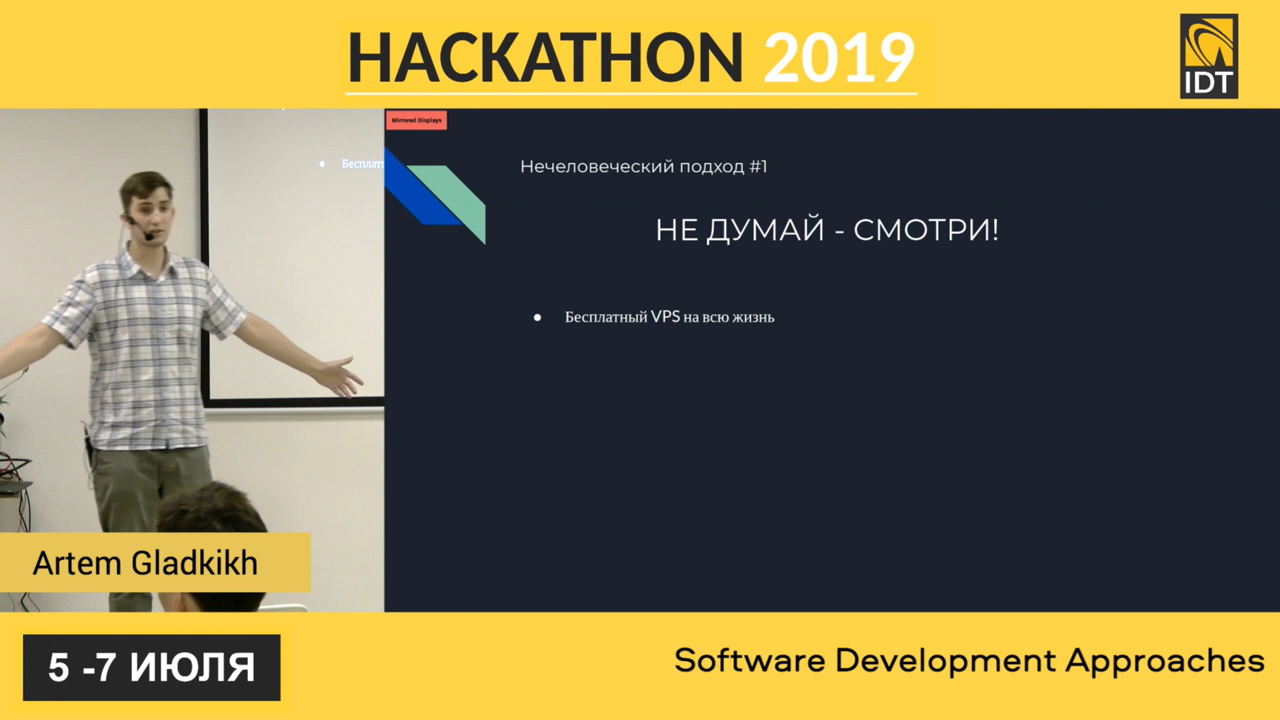 HACKATHON 2019
IDT
Mirrored Displays
Бесплат
Нечеловеческий подход #1
НЕ ДУМАЙ - СМОТРИ!
● Бесплатный VPS на всю жизнь
Artem Gladkikh
5 -7 ИЮЛЯ
Software Development Approaches